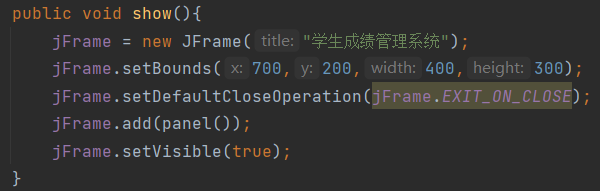 public void show(){
jFrame = new JFrame( title: "学生成绩管理系统");
jFrame.setBounds( x: 700, y: 200, width: 400, height: 300);
jFrame.setDefaultCloseOperation(jFrame.EXIT_ON_CLOSE);
jFrame.add(panel());
jFrame.setVisible(true);
}